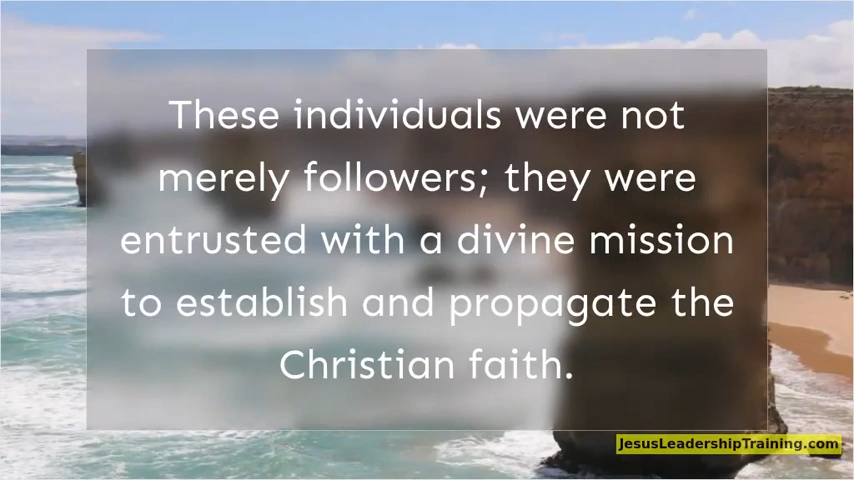 These individuals were not
merely followers; they were
entrusted with a divine mission
to establish and propagate the
Christian faith.
JesusLeadershipTraining.com